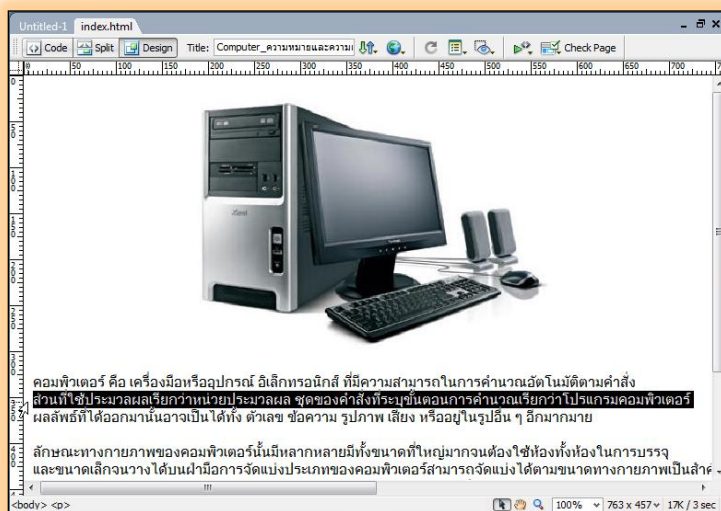 Untitled-1 index.html
Code Split Design Title: Computer_ความหมายและความ Check Page
0 50 100 150 200 250 300 350 400 450 500 550 600 650 700
คอมพิวเตอร์ คือ เครื่องมือหรืออุปกรณ์ อิเล็กทรอนิกส์ ที่มีความสามารถในการคำนวณอัตโนมัติตามคำสั่ง
ส่วนที่ใช้ประมวลผลเรียกว่าหน่วยประมวลผล ชุดของคำสั่งที่ระบุขั้นตอนการคำนวณเรียกว่าโปรแกรมคอมพิวเตอร์
ผลลัพธ์ที่ได้ออกมานั้นอาจเป็นได้ทั้ง ตัวเลข ข้อความ รูปภาพ เสียง หรืออยู่ในรูปอื่น ๆ อีกมากมาย
ลักษณะทางกายภาพของคอมพิวเตอร์นั้นมีหลากหลายมีทั้งขนาดที่ใหญ่มากจนต้องใช้ห้องทั้งห้องในการบรรจุ
และขนาดเล็กจนวางได้บนฝ่ามือการจัดแบ่งประเภทของคอมพิวเตอร์สามารถจัดแบ่งได้ตามขนาดทางกายภาพเป็นสำคั
<body> <p> 100% 763 x 457 17K / 3 sec